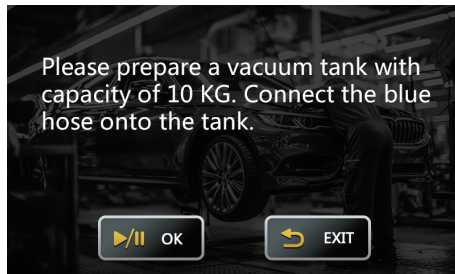 Please prepare a vacuum tank with
capacity of 10 KG. Connect the blue
hose onto the tank.
OK
EXIT